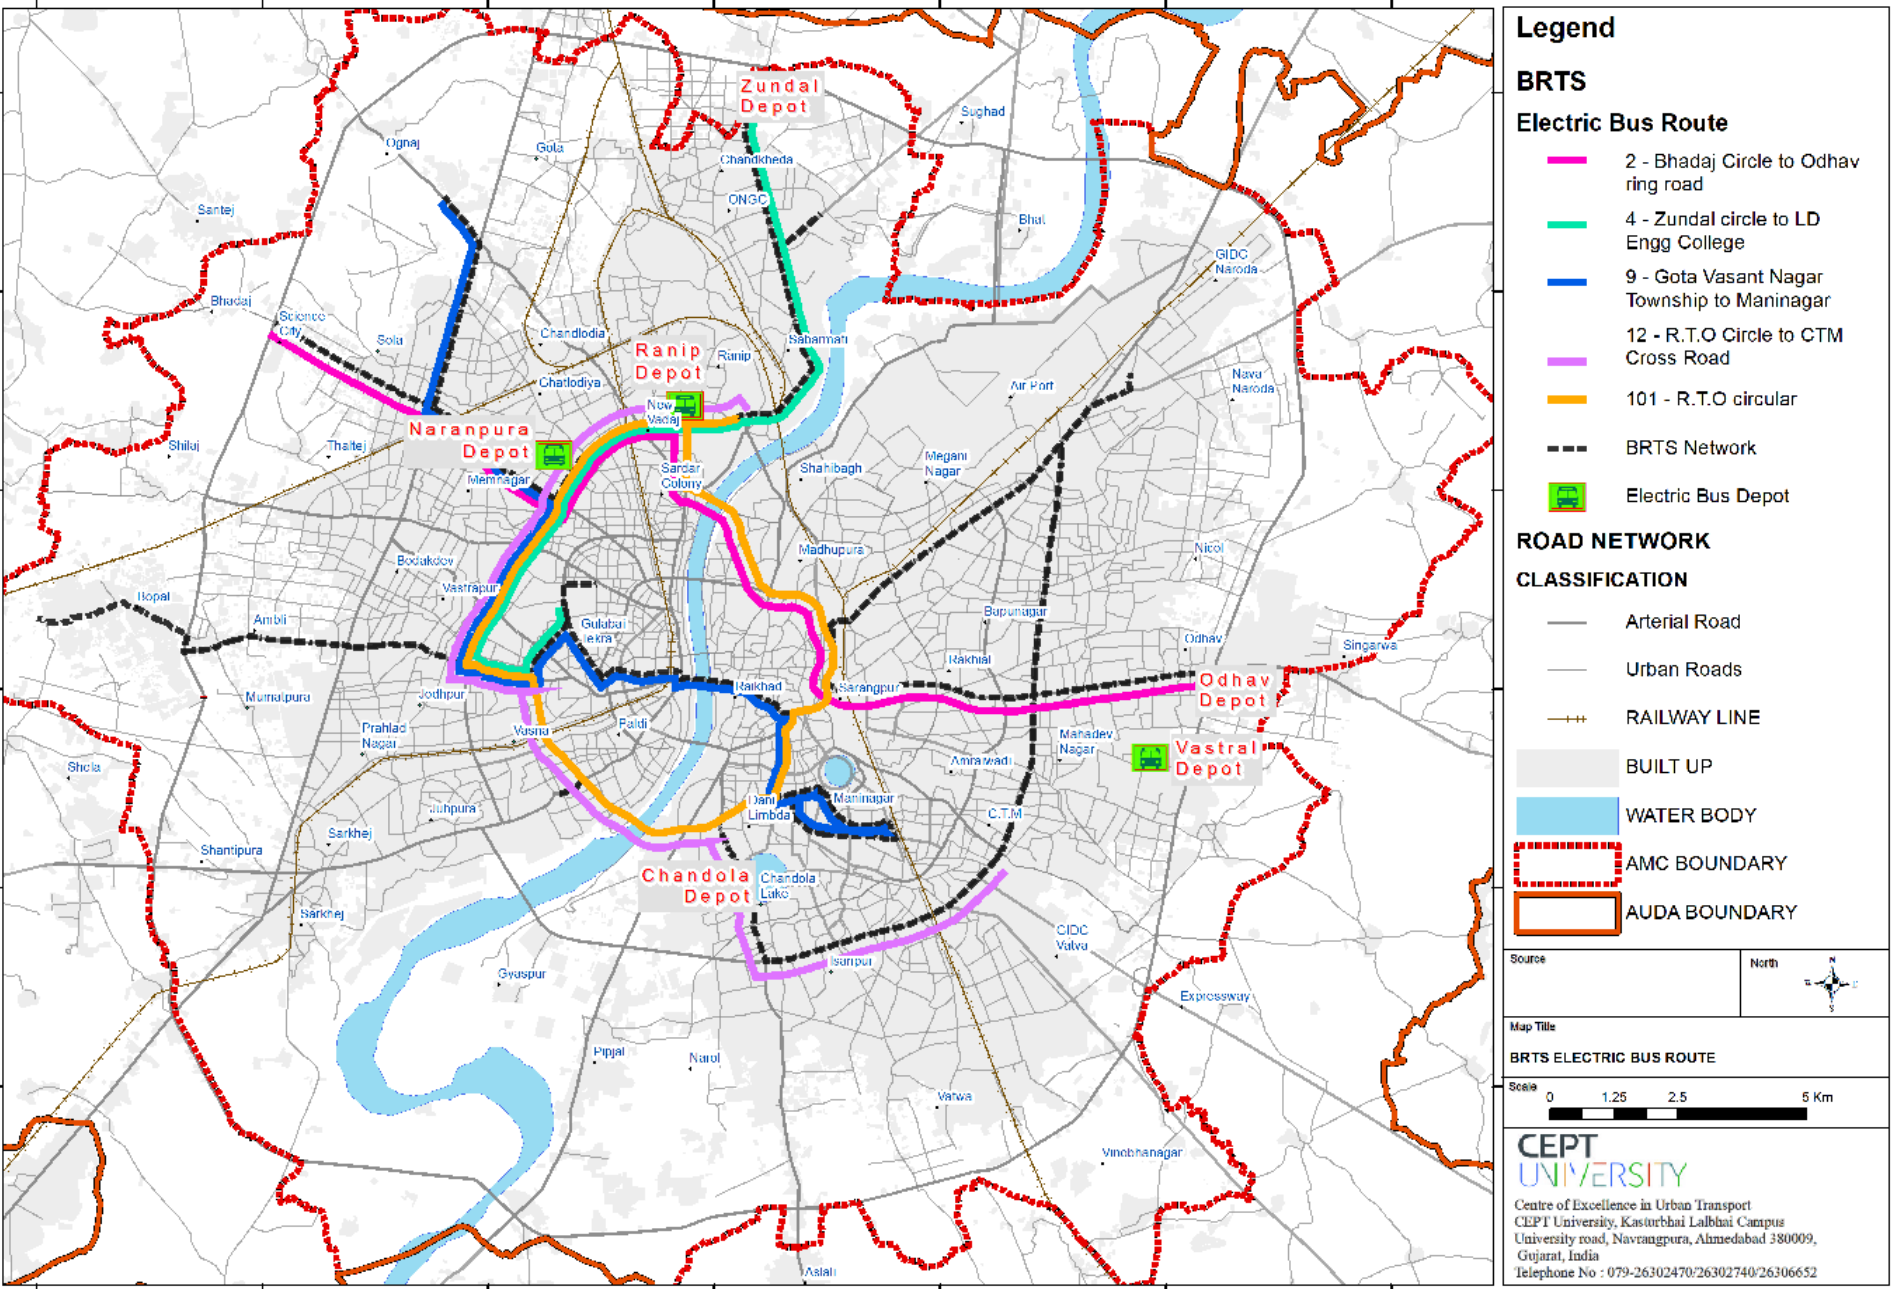 Zundal
Depot
Sughad
Ognaj
Gota
Chandkheda
ONGC
Santej
Bhat
GIDC
Naroda
Bhadaj
Science
City
Sola
Chandlodia
Sabarmati
Ranip
Depot
Ranip
Chatlodiya
Air Port
Nava
Naroda
New
Vadaj
Naranpura
Depot
Shilaj
Thaltej
Memnagar
Sardar
Colony
Shahibagh
Megani
Nagar
Madhupura
Nicol
Bodakdev
Vastrapur
Bopal
Ambli
Gulabai
Tekra
Bapunagar
Odhav
Singarwa
Rakhial
Mumatpura
Jodhpur
Raikhad
Sarangpur
Odhav
Depot
Prahlad
Nagar
Vasna
Paldi
Mahadev
Nagar
Vastral
Depot
Shela
Amraiwadi
Juhpura
Dani
Limbda
Maninagar
C.T.M
Sarkhej
Shantipura
Chandola
Depot
Chandola
Lake
Sarkhej
GIDC
Vatva
Isanpur
Gyaspur
Expressway
Pipjal
Narol
Vatwa
Vinobhanagar
Aslali
Legend
BRTS
Electric Bus Route
2 - Bhadaj Circle to Odhav
ring road
4 - Zundal circle to LD
Engg College
9 - Gota Vasant Nagar
Township to Maninagar
12 - R.T.O Circle to CTM
Cross Road
101 - R.T.O circular
BRTS Network
Electric Bus Depot
ROAD NETWORK
CLASSIFICATION
Arterial Road
Urban Roads
RAILWAY LINE
BUILT UP
WATER BODY
AMC BOUNDARY
AUDA BOUNDARY
Source
North
N
S
Map Title
BRTS ELECTRIC BUS ROUTE
Scale
0 1.25 2.5 5 Km
CEPT
UNIVERSITY
Centre of Excellence in Urban Transport
CEPT University, Kasturbhai Lalbhai Campus
University road, Navrangpura, Ahmedabad 380009,
Gujarat, India
Telephone No : 079-26302470/26302740/26306652